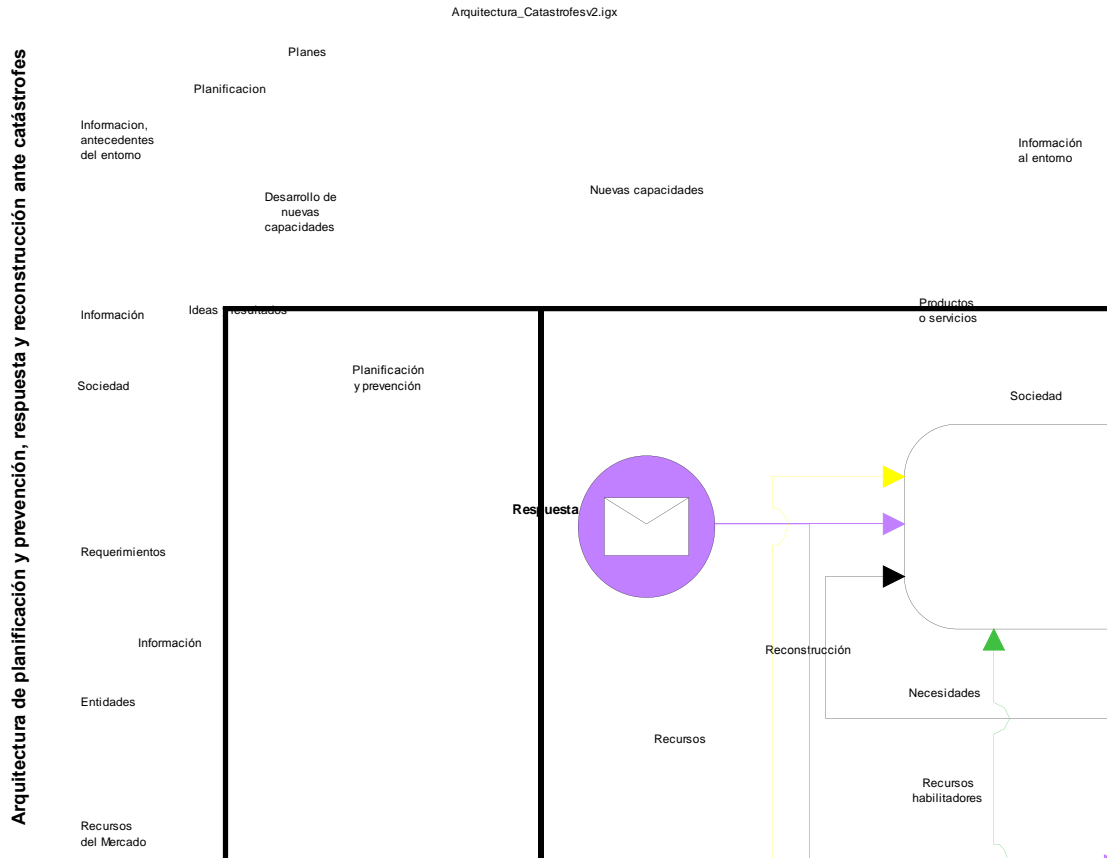 Arquitectura_Catastrofesv2.igx
Arquitectura de planificación y prevención, respuesta y reconstrucción ante catástrofes
Planes
Planificacion
Informacion,
antecedentes
del entorno
Información
al entorno
Desarrollo de
nuevas
capacidades
Nuevas capacidades
Información
Ideas resultados
Productos
o servicios
Planificación
y prevención
Sociedad
Sociedad
Respuesta
Requerimientos
Información
Reconstrucción
Entidades
Necesidades
Recursos
Recursos
habilitadores
Recursos
del Mercado